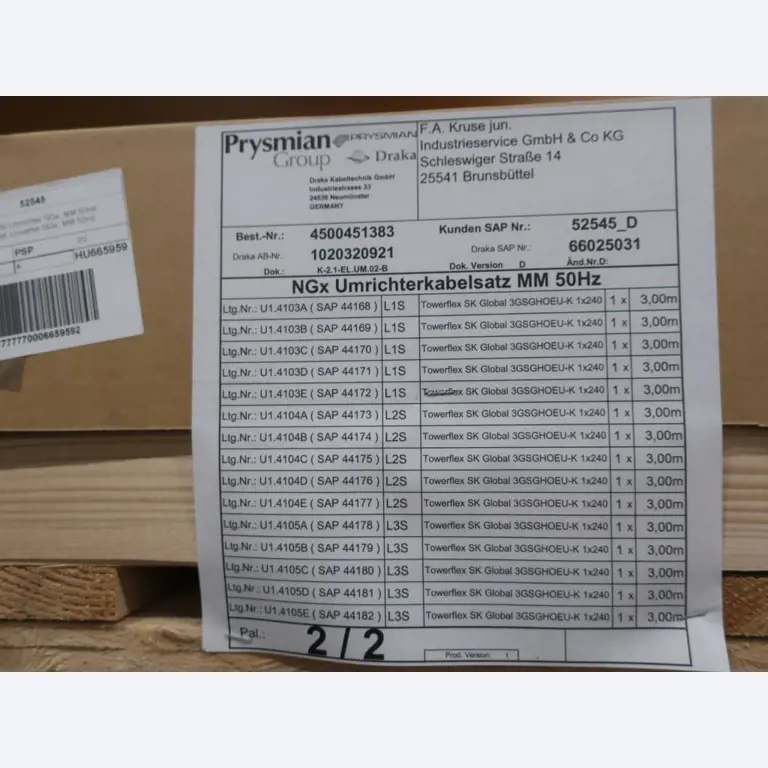 52545
PSP
HU665959
777770006659592
Prysmian
Group
PRYSMIAN
Draka
Draka Kabeltechnik GmbH
Industriestrasse 33
24536 Neumünster
GERMANY
F.A. Kruse jun.
Industrieservice GmbH & Co KG
Schleswiger Straße 14
25541 Brunsbüttel
Best.-Nr.: 4500451383 Kunden SAP Nr.: 52545_D
Draka AB-Nr. 1020320921 Draka SAP Nr.: 66025031
Dok.: K-2.1-EL.UM.02-B Dok. Version D Änd.Nr.D:
NGx Umrichterkabelsatz MM 50Hz
Ltg.Nr.: U1.4103A ( SAP 44168 ) L1S Towerflex SK Global 3GSGHOEU-K 1x240 1 x 3,00m
Ltg.Nr.: U1.4103B ( SAP 44169 ) L1S Towerflex SK Global 3GSGHOEU-K 1x240 1 x 3,00m
Ltg.Nr.: U1.4103C ( SAP 44170 ) L1S Towerflex SK Global 3GSGHOEU-K 1x240 1 x 3,00m
Ltg.Nr.: U1.4103D ( SAP 44171 ) L1S Towerflex SK Global 3GSGHOEU-K 1x240 1 x 3,00m
Ltg.Nr.: U1.4103E ( SAP 44172 ) L1S Towerflex SK Global 3GSGHOEU-K 1x240 1 x 3,00m
Ltg.Nr.: U1.4104A ( SAP 44173 ) L2S Towerflex SK Global 3GSGHOEU-K 1x240 1 x 3,00m
Ltg.Nr.: U1.4104B ( SAP 44174 ) L2S Towerflex SK Global 3GSGHOEU-K 1x240 1 x 3,00m
Ltg.Nr.: U1.4104C ( SAP 44175 ) L2S Towerflex SK Global 3GSGHOEU-K 1x240 1 x 3,00m
Ltg.Nr.: U1.4104D ( SAP 44176 ) L2S Towerflex SK Global 3GSGHOEU-K 1x240 1 x 3,00m
Ltg.Nr.: U1.4104E ( SAP 44177 ) L2S Towerflex SK Global 3GSGHOEU-K 1x240 1 x 3,00m
Ltg.Nr.: U1.4105A ( SAP 44178 ) L3S Towerflex SK Global 3GSGHOEU-K 1x240 1 x 3,00m
Ltg.Nr.: U1.4105B ( SAP 44179 ) L3S Towerflex SK Global 3GSGHOEU-K 1x240 1 x 3,00m
Ltg.Nr.: U1.4105C ( SAP 44180 ) L3S Towerflex SK Global 3GSGHOEU-K 1x240 1 x 3,00m
Ltg.Nr.: U1.4105D ( SAP 44181 ) L3S Towerflex SK Global 3GSGHOEU-K 1x240 1 x 3,00m
Ltg.Nr.: U1.4105E ( SAP 44182 ) L3S Towerflex SK Global 3GSGHOEU-K 1x240 1 x 3,00m
Pal.: 2 / 2 Prod. Version: 1